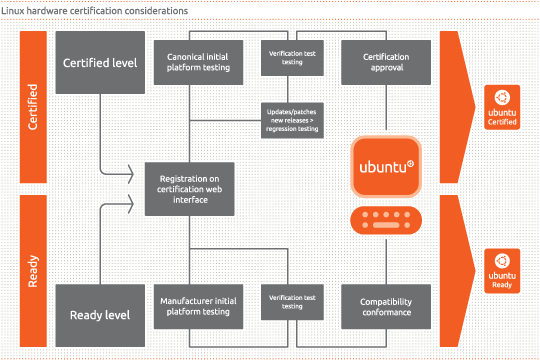 Linux hardware certification considerations
Certified
Certified level
Canonical initial
platform testing
Verification test
testing
Certification
approval
Updates/patches
new releases >
regression testing
ubuntu
Certified
Registration on
certification web
interface
ubuntu
Ready
Ready level
Manufacturer initial
platform testing
Verification test
testing
Compatibility
conformance
ubuntu
Ready